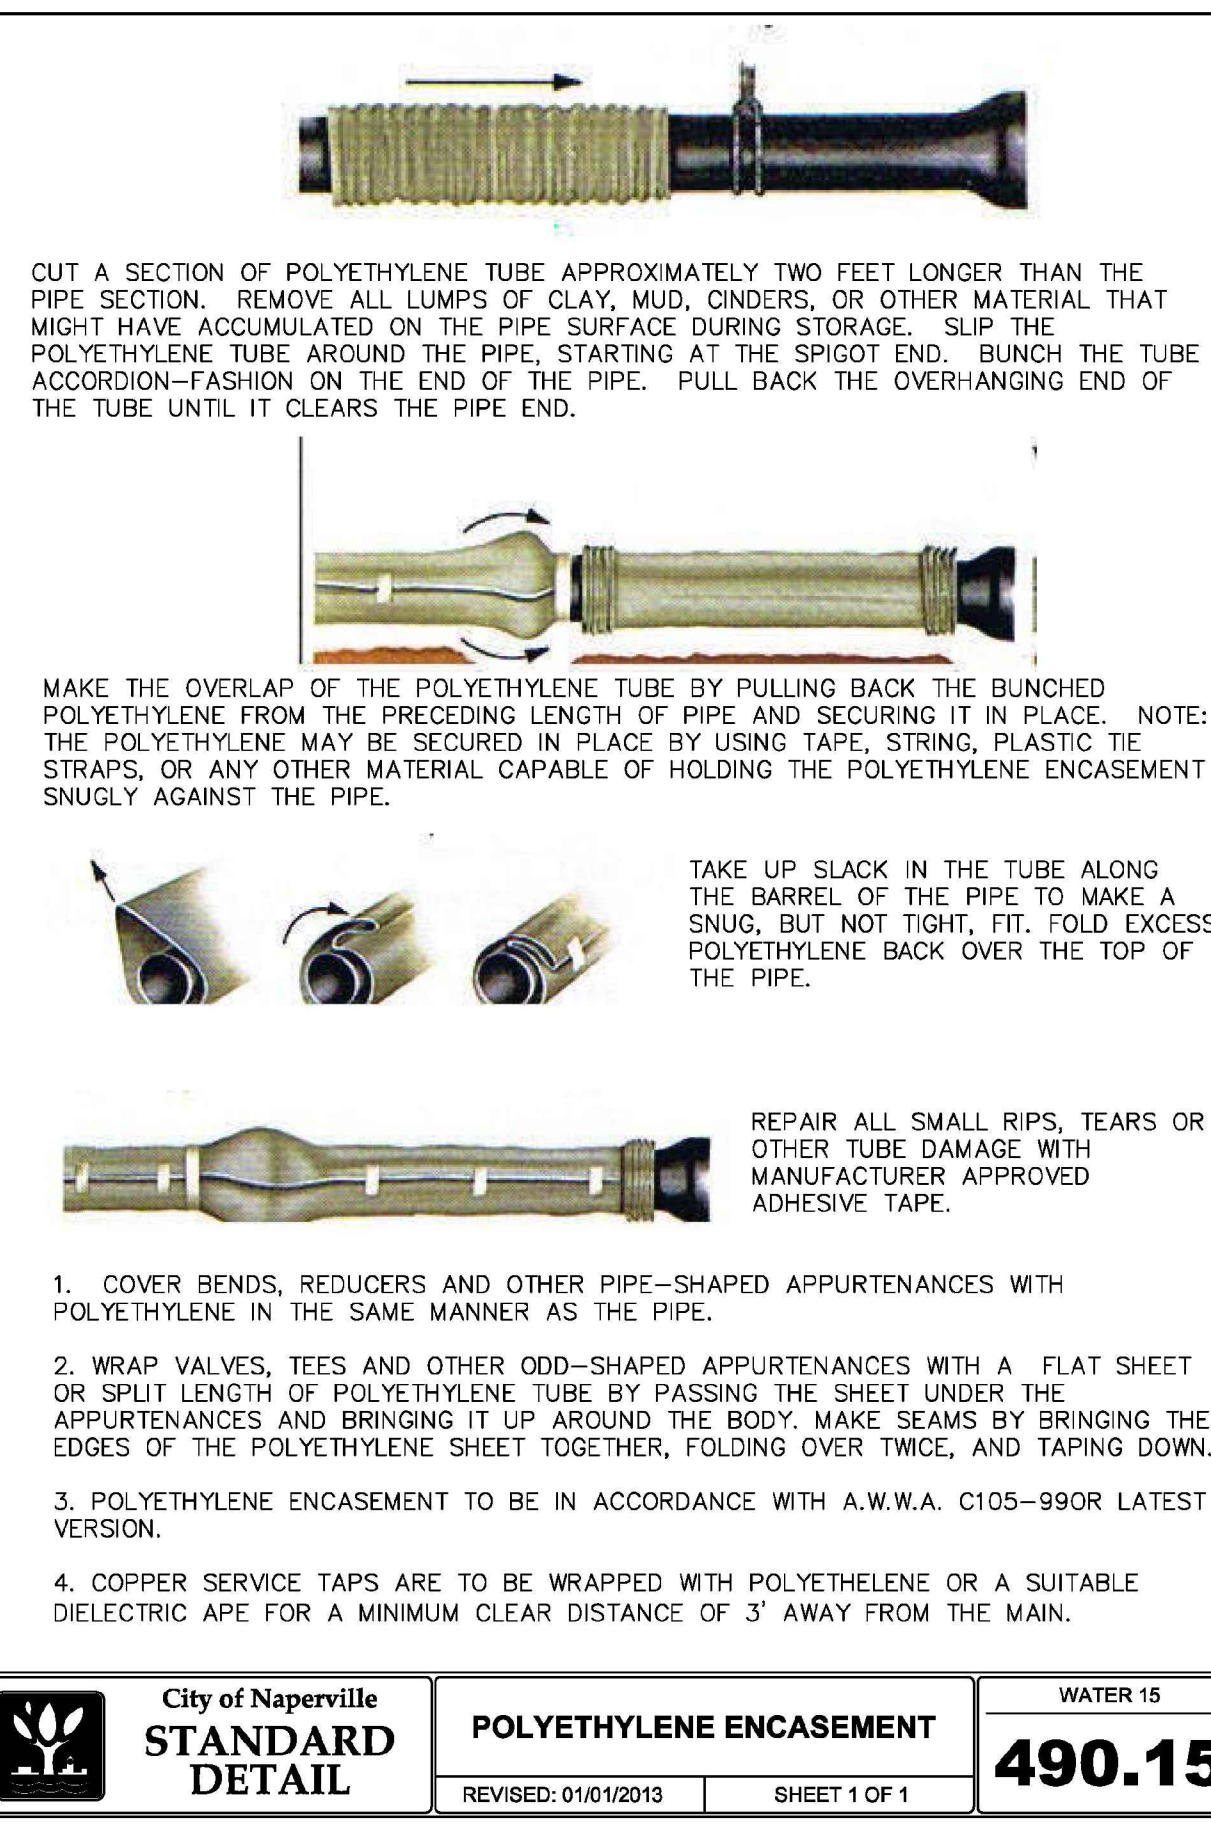 CUT A SECTION OF POLYETHYLENE TUBE APPROXIMATELY TWO FEET LONGER THAN THE
PIPE SECTION. REMOVE ALL LUMPS OF CLAY, MUD, CINDERS, OR OTHER MATERIAL THAT
MIGHT HAVE ACCUMULATED ON THE PIPE SURFACE DURING STORAGE. SLIP THE
POLYETHYLENE TUBE AROUND THE PIPE, STARTING AT THE SPIGOT END. BUNCH THE TUBE
ACCORDION-FASHION ON THE END OF THE PIPE. PULL BACK THE OVERHANGING END OF
THE TUBE UNTIL IT CLEARS THE PIPE END.
MAKE THE OVERLAP OF THE POLYETHYLENE TUBE BY PULLING BACK THE BUNCHED
POLYETHYLENE FROM THE PRECEDING LENGTH OF PIPE AND SECURING IT IN PLACE. NOTE:
THE POLYETHYLENE MAY BE SECURED IN PLACE BY USING TAPE, STRING, PLASTIC TIE
STRAPS, OR ANY OTHER MATERIAL CAPABLE OF HOLDING THE POLYETHYLENE ENCASEMENT
SNUGLY AGAINST THE PIPE.
TAKE UP SLACK IN THE TUBE ALONG
THE BARREL OF THE PIPE TO MAKE A
SNUG, BUT NOT TIGHT, FIT. FOLD EXCESS
POLYETHYLENE BACK OVER THE TOP OF
THE PIPE.
REPAIR ALL SMALL RIPS, TEARS OR
OTHER TUBE DAMAGE WITH
MANUFACTURER APPROVED
ADHESIVE TAPE.
1. COVER BENDS, REDUCERS AND OTHER PIPE-SHAPED APPURTENANCES WITH
POLYETHYLENE IN THE SAME MANNER AS THE PIPE.
2. WRAP VALVES, TEES AND OTHER ODD-SHAPED APPURTENANCES WITH A FLAT SHEET
OR SPLIT LENGTH OF POLYETHYLENE TUBE BY PASSING THE SHEET UNDER THE
APPURTENANCES AND BRINGING IT UP AROUND THE BODY. MAKE SEAMS BY BRINGING THE
EDGES OF THE POLYETHYLENE SHEET TOGETHER, FOLDING OVER TWICE, AND TAPING DOWN.
3. POLYETHYLENE ENCASEMENT TO BE IN ACCORDANCE WITH A.W.W.A. C105-99OR LATEST
VERSION.
4. COPPER SERVICE TAPS ARE TO BE WRAPPED WITH POLYETHELENE OR A SUITABLE
DIELECTRIC APE FOR A MINIMUM CLEAR DISTANCE OF 3' AWAY FROM THE MAIN.
City of Naperville
STANDARD
DETAIL
POLYETHYLENE ENCASEMENT
REVISED: 01/01/2013
SHEET 1 OF 1
WATER 15
490.15